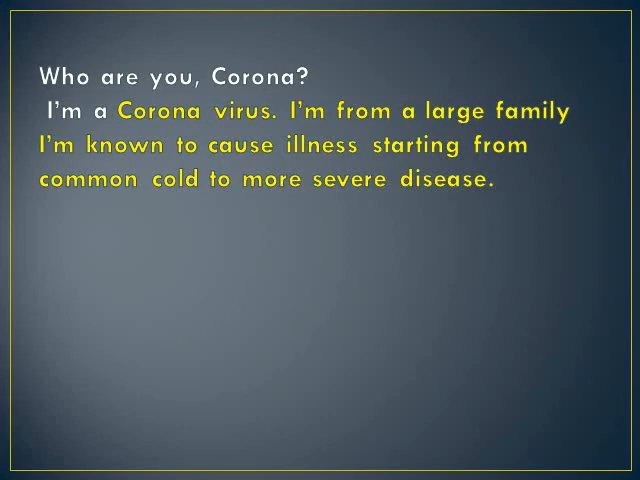 Who are you, Corona?
I'm a Corona virus. I'm from a large family
I'm known to cause illness starting from
common cold to more severe disease.